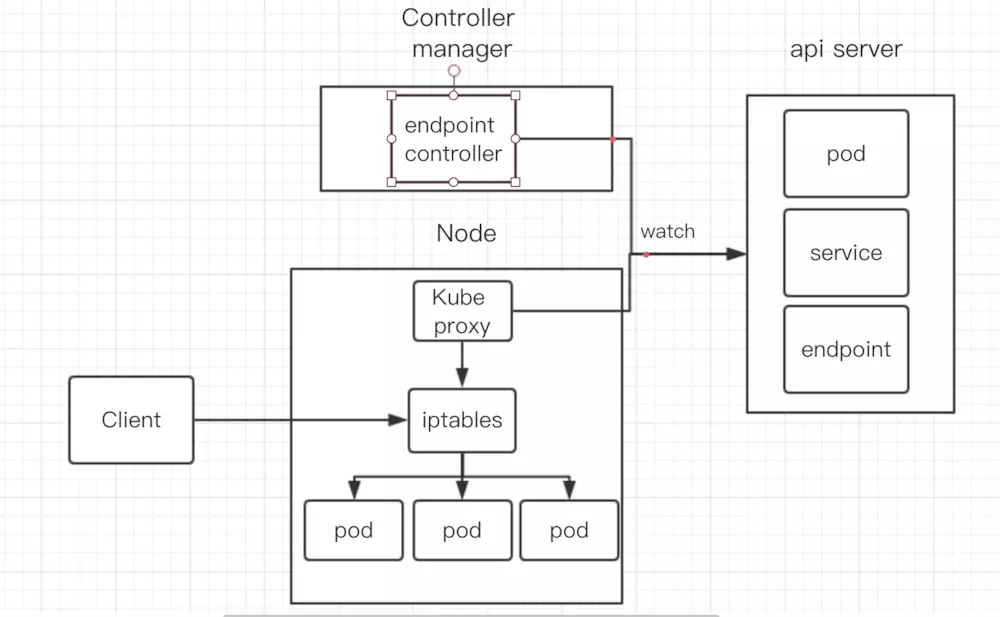 Controller
manager
api server
endpoint
controller
pod
service
endpoint
watch
Node
Kube
proxy
Client
iptables
pod
pod
pod